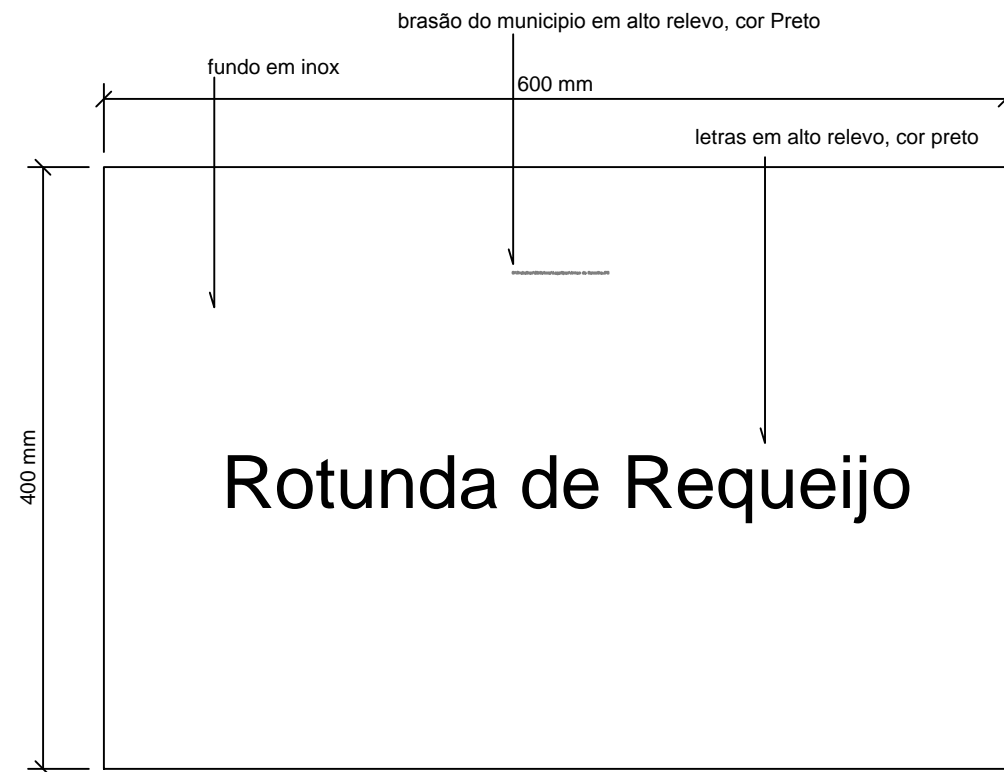 brasão do municipio em alto relevo, cor Preto
fundo em inox
600 mm
letras em alto relevo, cor preto
400 mm
Rotunda de Requeijo